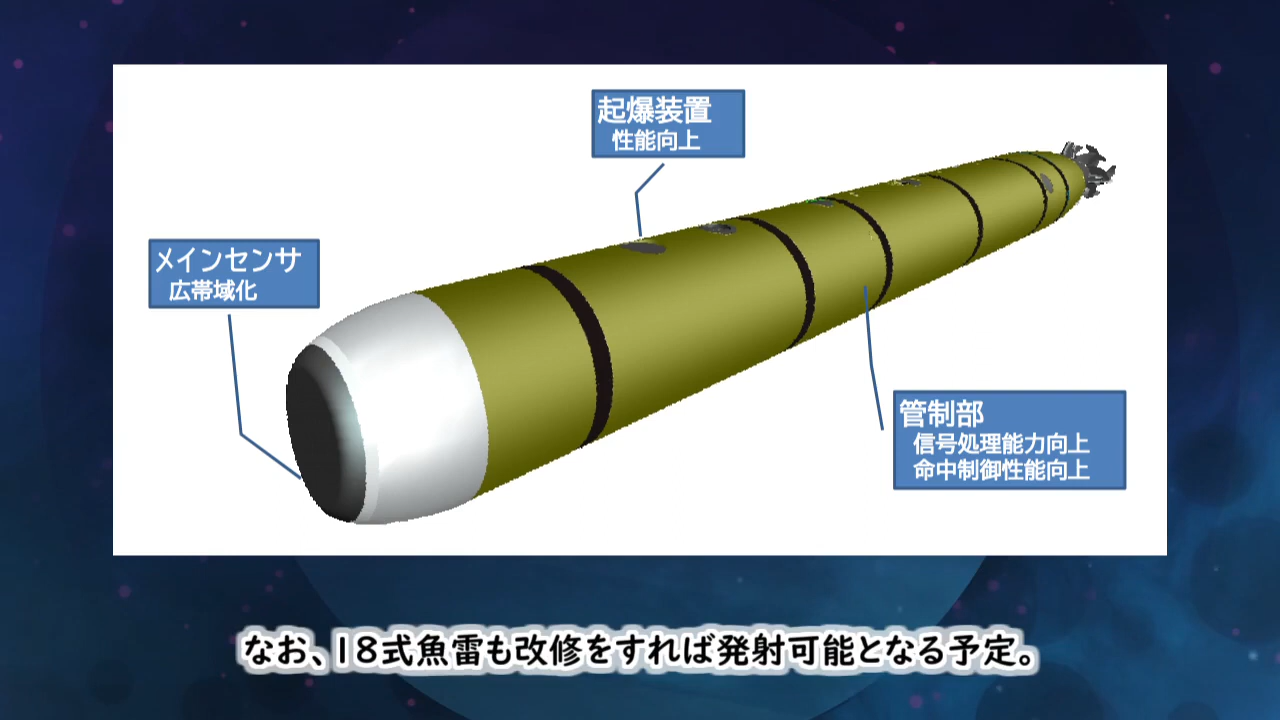 起爆装置
性能向上
メインセンサ
広帯域化
管制部
信号処理能力向上
命中制御性能向上
なお、18式魚雷も改修をすれば発射可能となる予定。